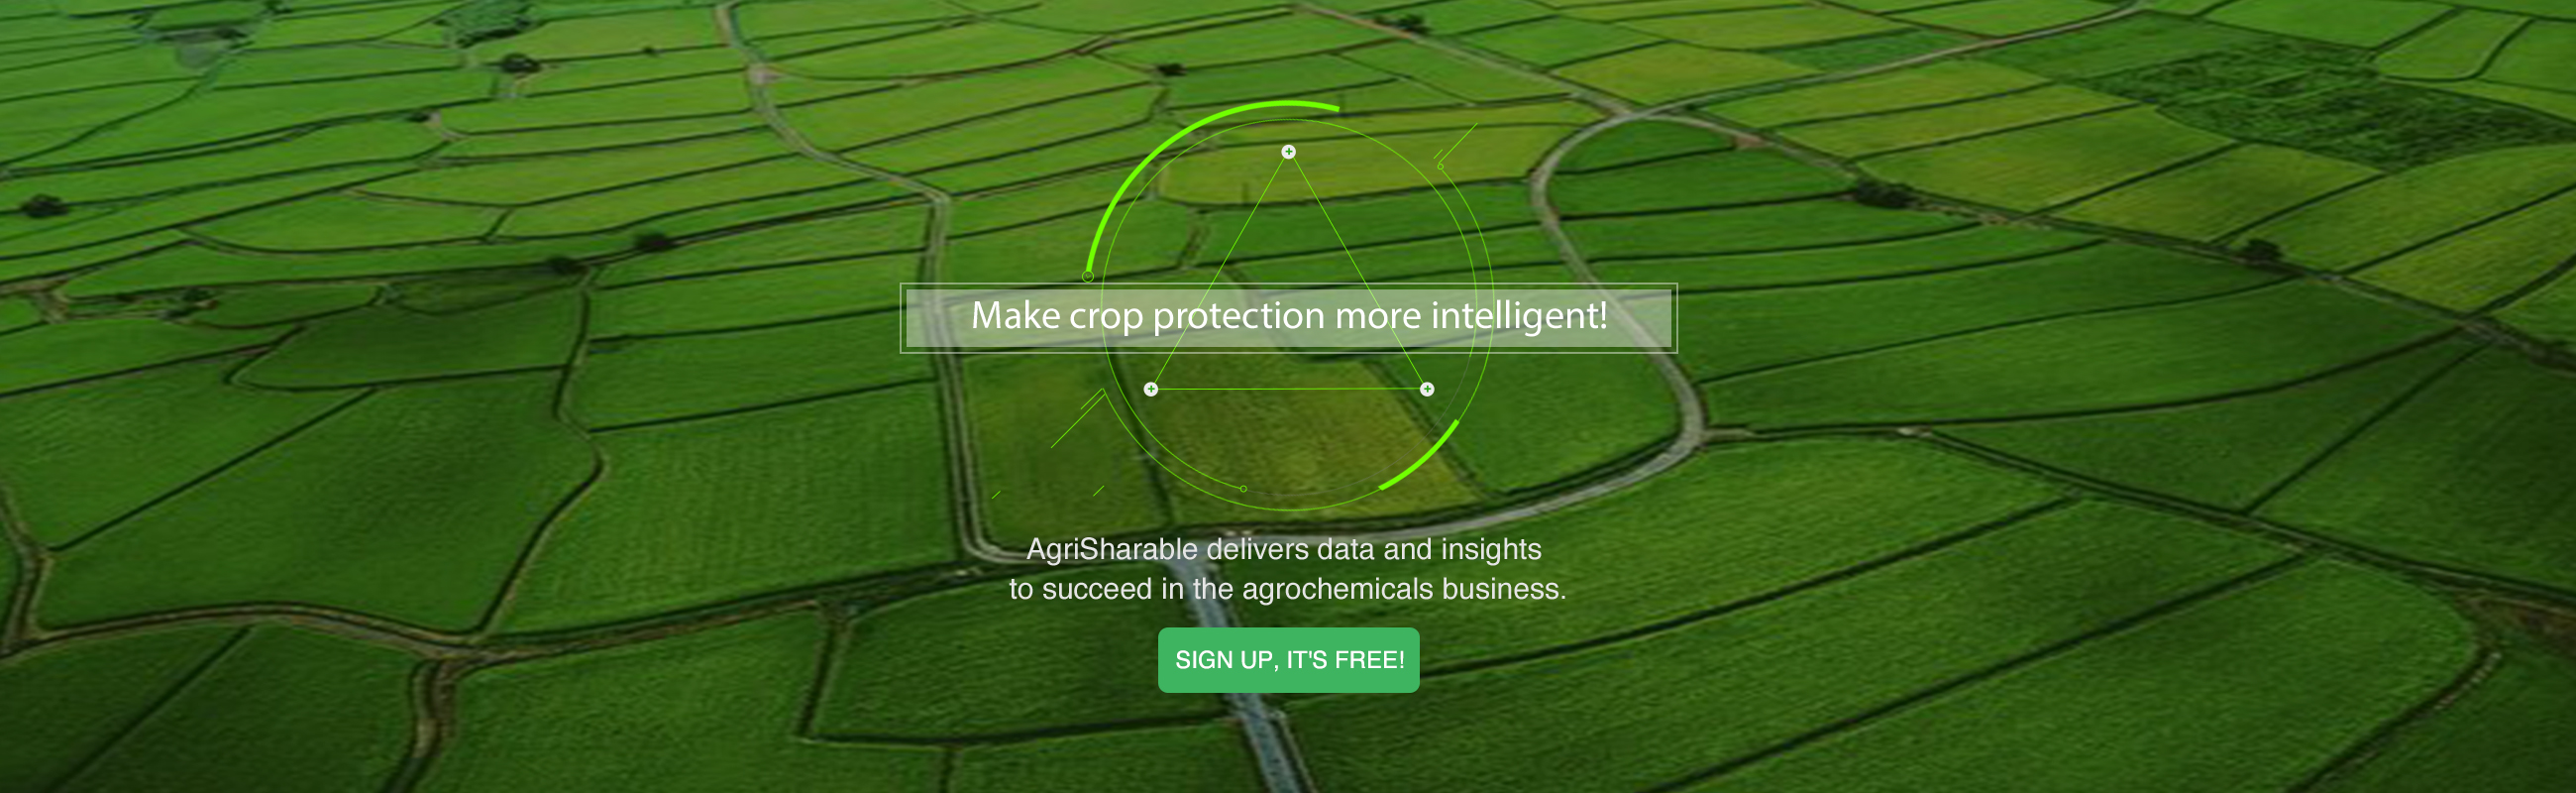 Make crop protection more intelligent!
AgriSharable delivers data and insights
to succeed in the agrochemicals business.
SIGN UP, IT'S FREE!